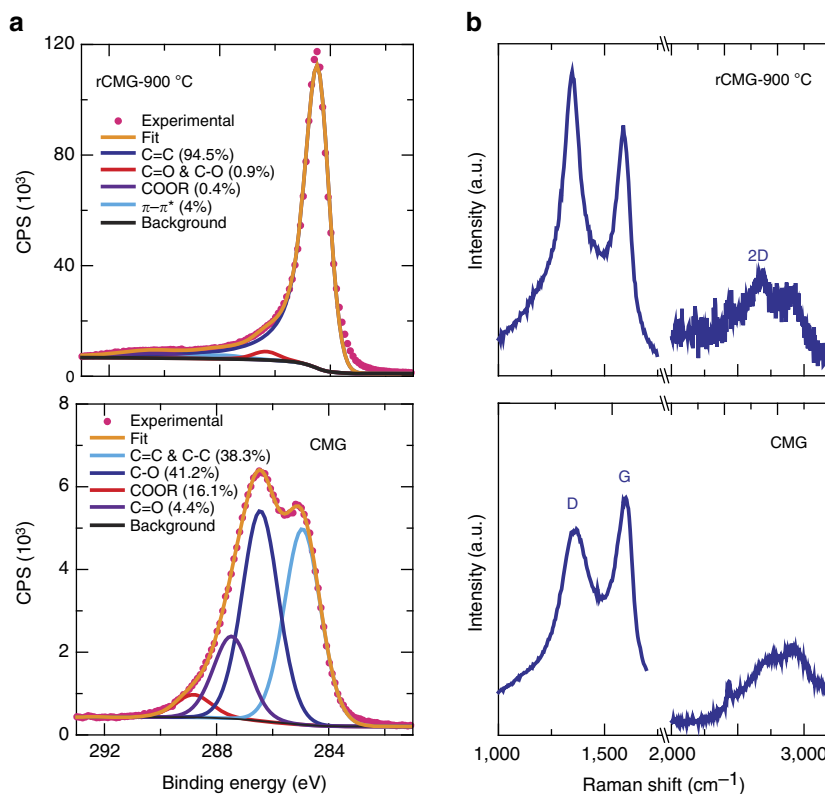 a
120
80
40
0
CPS (10³)
rCMG-900 °C
Experimental
Fit
C=C (94.5%)
C=O & C-O (0.9%)
COOR (0.4%)
π–π* (4%)
Background
8
6
4
2
0
CPS (10³)
CMG
Experimental
Fit
C=C & C-C (38.3%)
C-O (41.2%)
COOR (16.1%)
C=O (4.4%)
Background
292
288
284
Binding energy (eV)
b
rCMG-900 °C
Intensity (a.u.)
2D
CMG
Intensity (a.u.)
D
G
1,000
1,500
2,000
3,000
Raman shift (cm⁻¹)